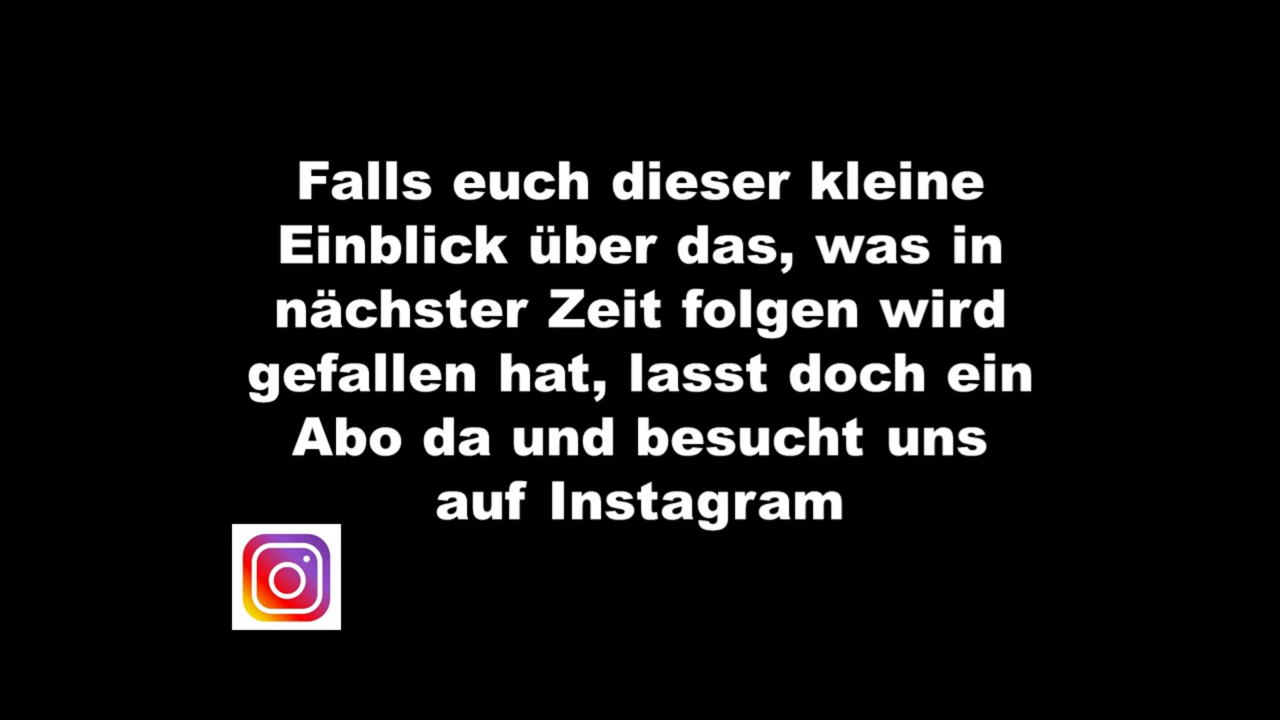 Falls euch dieser kleine
Einblick über das, was in
nächster Zeit folgen wird
gefallen hat, lasst doch ein
Abo da und besucht uns
auf Instagram